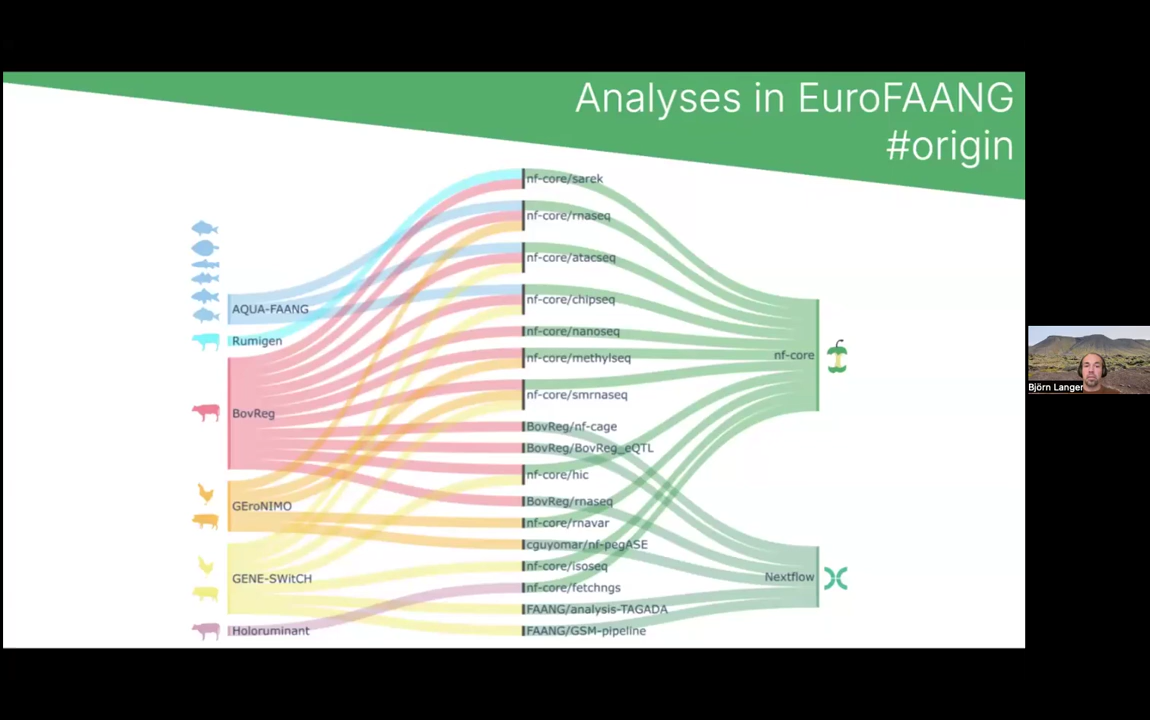 Analyses in EuroFAANG
#origin
AQUA-FAANG
Rumigen
BovReg
GEroNIMO
GENE-SWitCH
Holoruminant
nf-core/sarek
nf-core/rnaseq
nf-core/atacseq
nf-core/chipseq
nf-core/nanoseq
nf-core/methylseq
nf-core/smrnaseq
BovReg/nf-cage
BovReg/BovReg_eQTL
nf-core/hic
BovReg/rnaseq
nf-core/rnavar
cguyomar/nf-pegASE
nf-core/isoseq
nf-core/fetchngs
FAANG/analysis-TAGADA
FAANG/GSM-pipeline
nf-core
Nextflow
Björn Langer